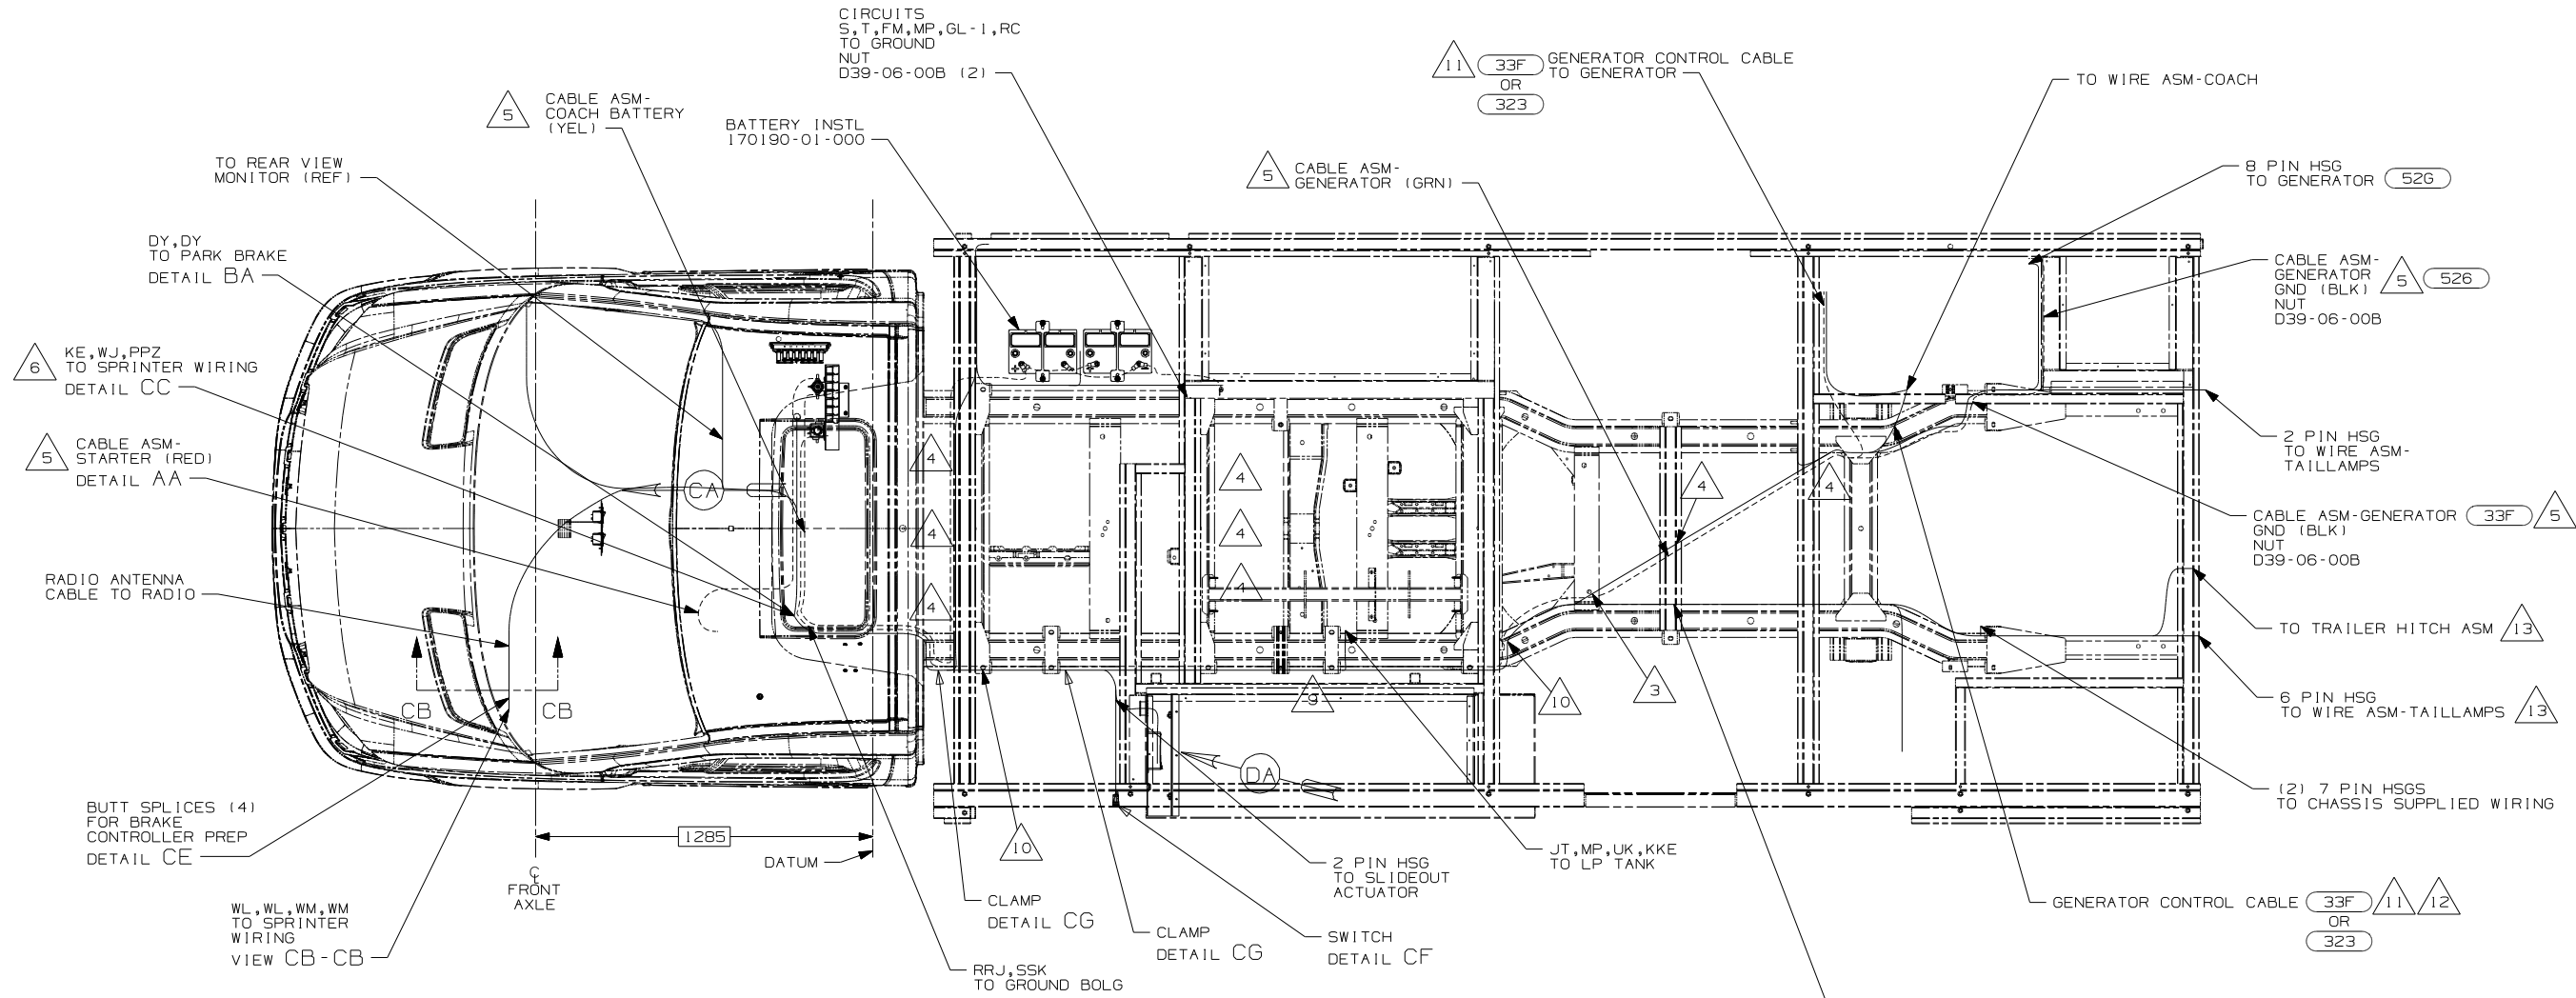 CIRCUITS
S,T,FM,MP,GL-1,RC
TO GROUND
NUT
D39-06-00B (2)
11
33F
OR
323
GENERATOR CONTROL CABLE
TO GENERATOR
TO WIRE ASM-COACH
5
CABLE ASM-
COACH BATTERY
(YEL)
BATTERY INSTL
170190-01-000
TO REAR VIEW
MONITOR (REF)
5
CABLE ASM-
GENERATOR (GRN)
8 PIN HSG
TO GENERATOR 52G
DY,DY
TO PARK BRAKE
DETAIL BA
CABLE ASM-
GENERATOR
GND (BLK)
NUT
D39-06-00B
5
526
6
KE,WJ,PPZ
TO SPRINTER WIRING
DETAIL CC
5
CABLE ASM-
STARTER (RED)
DETAIL AA
2 PIN HSG
TO WIRE ASM-
TAILLAMPS
CA
4
4
4
4
4
4
4
4
CABLE ASM-GENERATOR 33F 5
GND (BLK)
NUT
D39-06-00B
RADIO ANTENNA
CABLE TO RADIO
TO TRAILER HITCH ASM 13
3
9
10
CB
CB
6 PIN HSG
TO WIRE ASM-TAILLAMPS 13
DA
(2) 7 PIN HSGS
TO CHASSIS SUPPLIED WIRING
BUTT SPLICES (4)
FOR BRAKE
CONTROLLER PREP
DETAIL CE
1285
DATUM
10
JT,MP,UK,KKE
TO LP TANK
2 PIN HSG
TO SLIDEOUT
ACTUATOR
℄
FRONT
AXLE
CLAMP
DETAIL CG
GENERATOR CONTROL CABLE 33F 11 12
OR
323
WL,WL,WM,WM
TO SPRINTER
WIRING
VIEW CB-CB
CLAMP
DETAIL CG
SWITCH
DETAIL CF
RRJ,SSK
TO GROUND BOLG